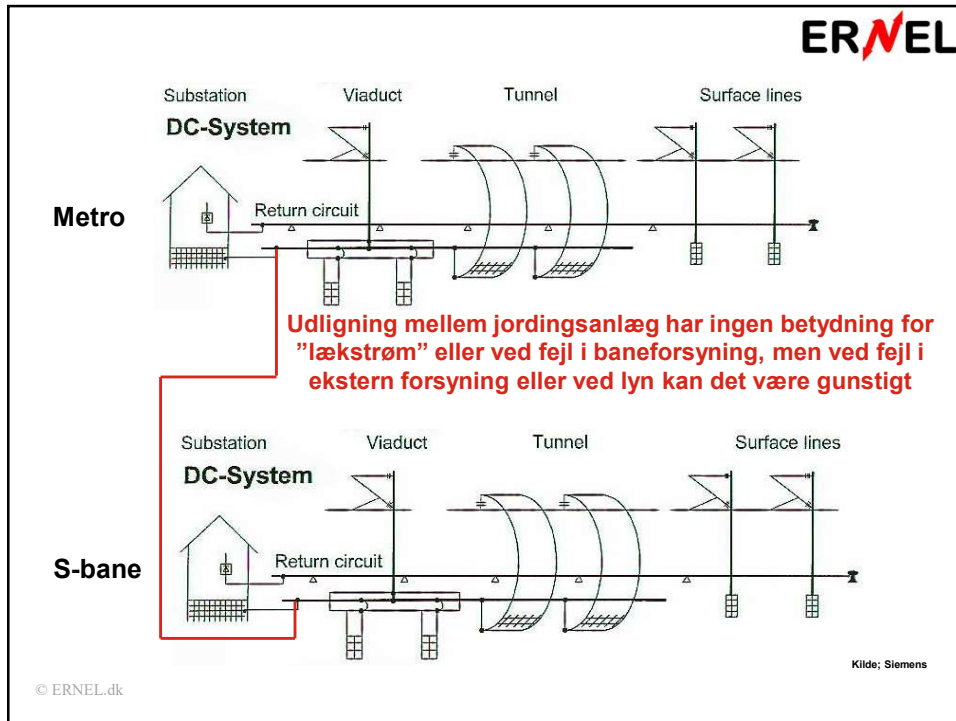 ERNEL
Substation Viaduct Tunnel Surface lines
DC-System
Metro
Return circuit
Udligning mellem jordingsanlæg har ingen betydning for
”lækstrøm” eller ved fejl i baneforsyning, men ved fejl i
ekstern forsyning eller ved lyn kan det være gunstigt
Substation Viaduct Tunnel Surface lines
DC-System
S-bane
Return circuit
Kilde; Siemens
© ERNEL.dk